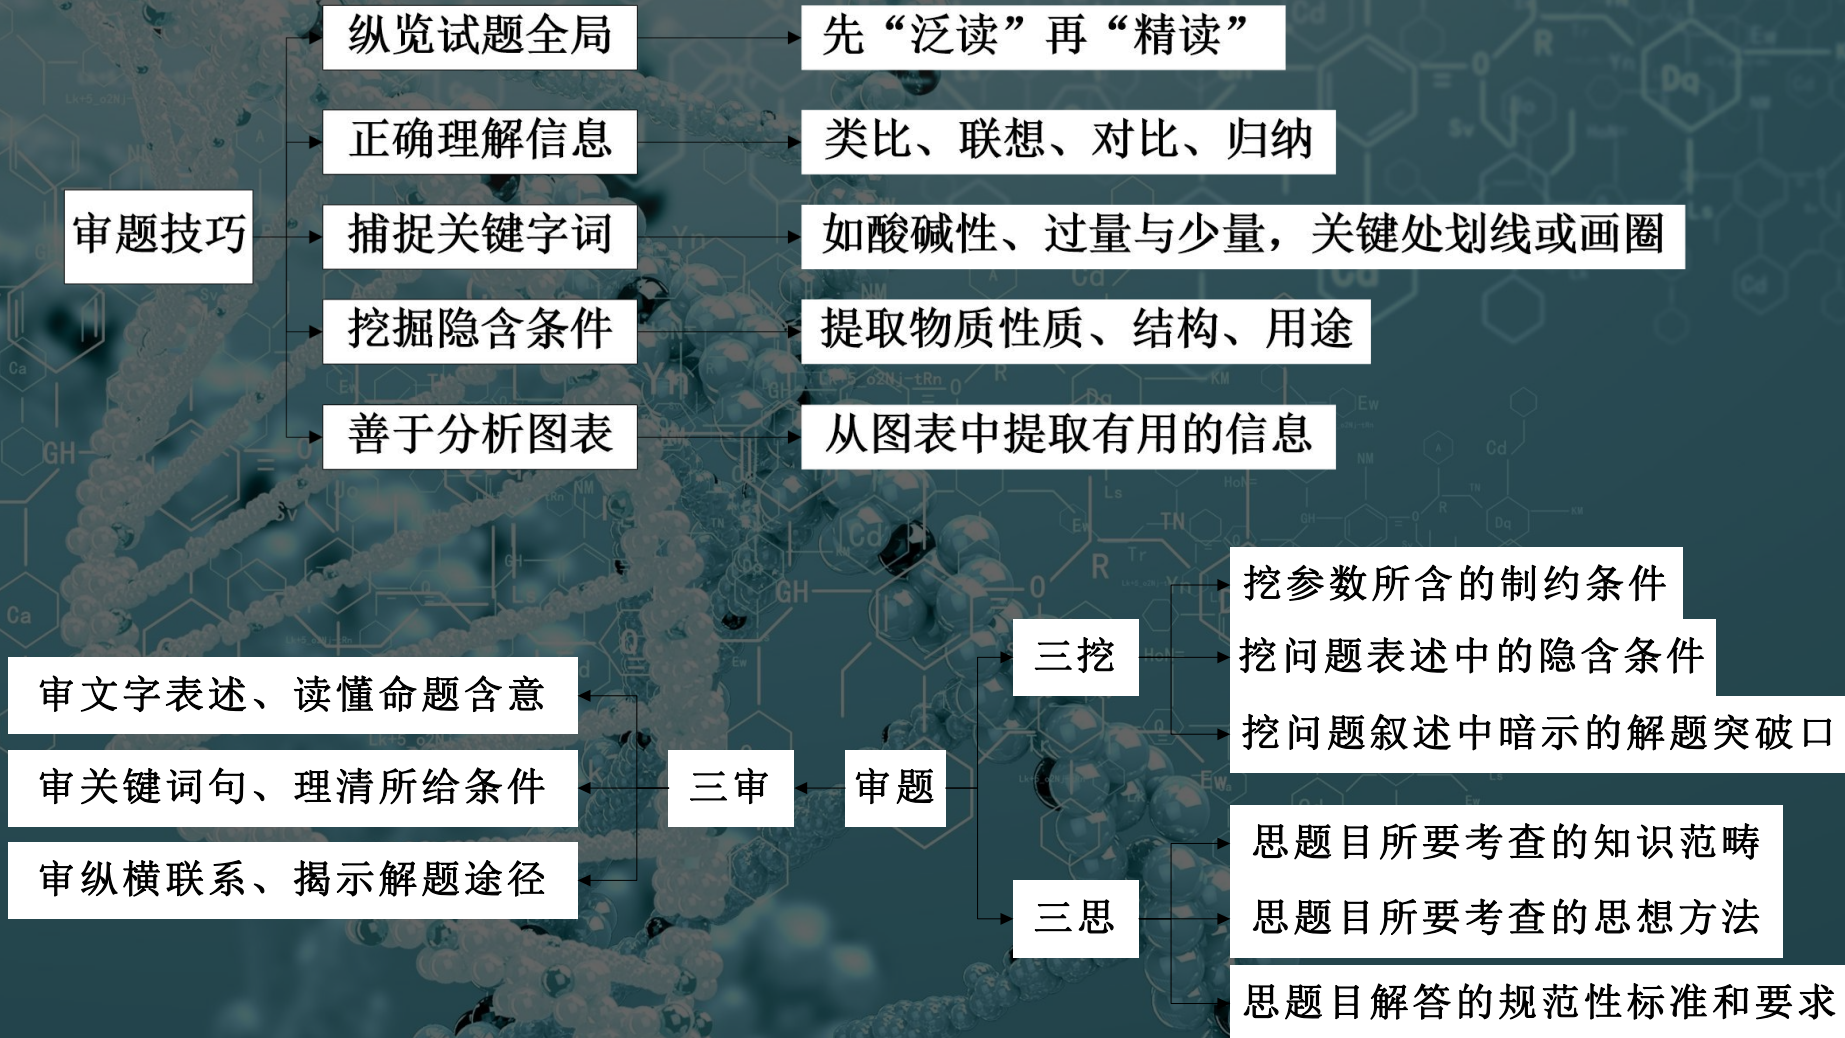 纵览试题全局
先“泛读”再“精读”
正确理解信息
类比、联想、对比、归纳
审题技巧
捕捉关键字词
如酸碱性、过量与少量，关键处划线或画圈
挖掘隐含条件
提取物质性质、结构、用途
善于分析图表
从图表中提取有用的信息
审文字表述、读懂命题含意
审关键词句、理清所给条件
审纵横联系、揭示解题途径
三审
审题
三挖
挖参数所含的制约条件
挖问题表述中的隐含条件
挖问题叙述中暗示的解题突破口
三思
思题目所要考查的知识范畴
思题目所要考查的思想方法
思题目解答的规范性标准和要求